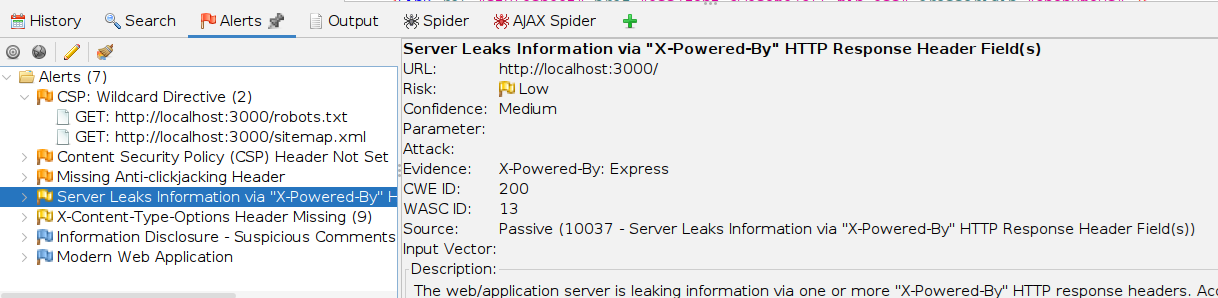 History Search Alerts Output Spider AJAX Spider
Alerts (7)
CSP: Wildcard Directive (2)
GET: http://localhost:3000/robots.txt
GET: http://localhost:3000/sitemap.xml
Content Security Policy (CSP) Header Not Set
Missing Anti-clickjacking Header
Server Leaks Information via "X-Powered-By" H
X-Content-Type-Options Header Missing (9)
Information Disclosure - Suspicious Comments
Modern Web Application
Server Leaks Information via "X-Powered-By" HTTP Response Header Field(s)
URL: http://localhost:3000/
Risk: Low
Confidence: Medium
Parameter:
Attack:
Evidence: X-Powered-By: Express
CWE ID: 200
WASC ID: 13
Source: Passive (10037 - Server Leaks Information via "X-Powered-By" HTTP Response Header Field(s))
Input Vector:
Description:
The web/application server is leaking information via one or more "X-Powered-By" HTTP response headers.